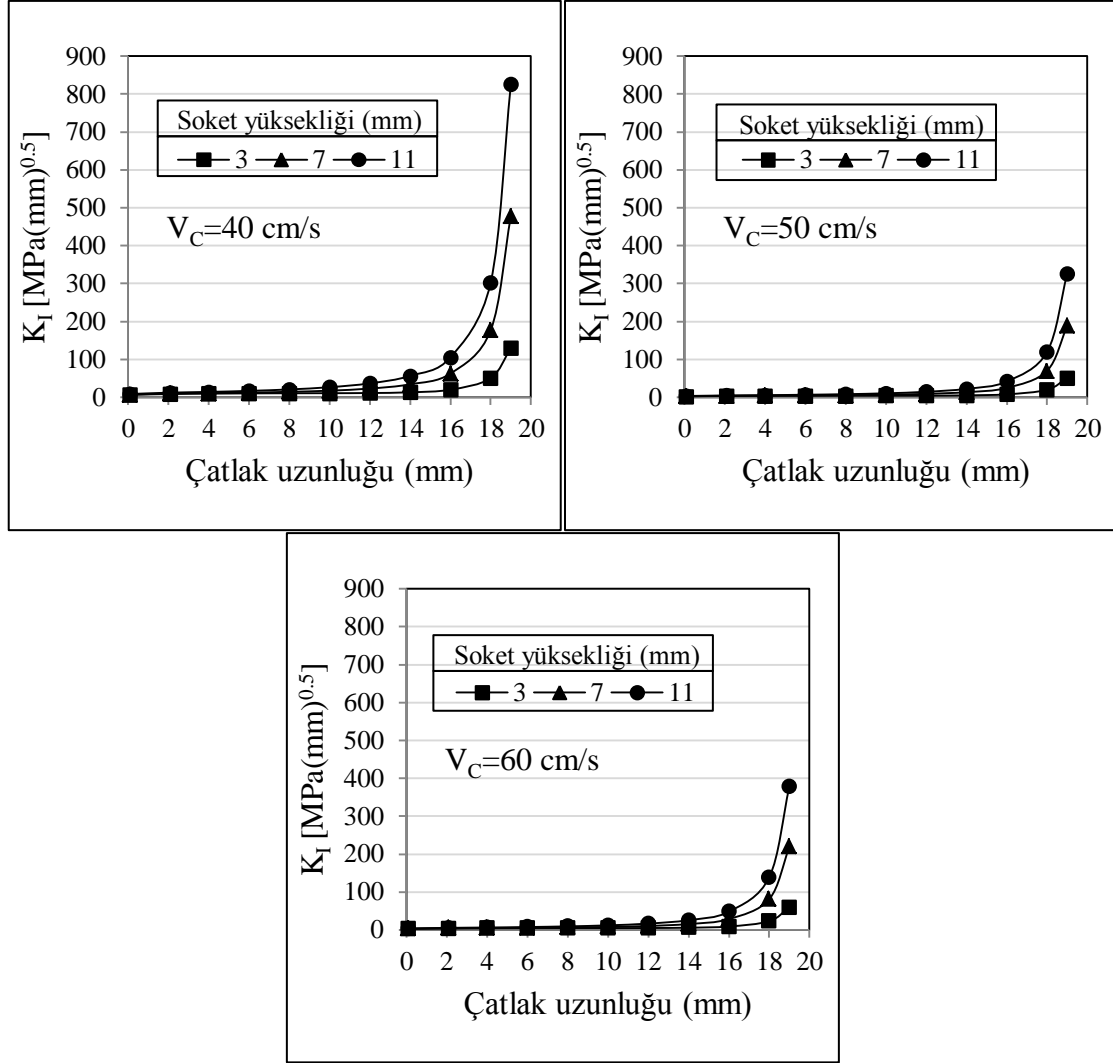 900
800
700
600
500
400
300
200
100
0
K_I [MPa(mm)^0.5]
Soket yüksekliği (mm)
3 7 11
V_C=40 cm/s
0 2 4 6 8 10 12 14 16 18 20
Çatlak uzunluğu (mm)
900
800
700
600
500
400
300
200
100
0
K_I [MPa(mm)^0.5]
Soket yüksekliği (mm)
3 7 11
V_C=50 cm/s
0 2 4 6 8 10 12 14 16 18 20
Çatlak uzunluğu (mm)
900
800
700
600
500
400
300
200
100
0
K_I [MPa(mm)^0.5]
Soket yüksekliği (mm)
3 7 11
V_C=60 cm/s
0 2 4 6 8 10 12 14 16 18 20
Çatlak uzunluğu (mm)